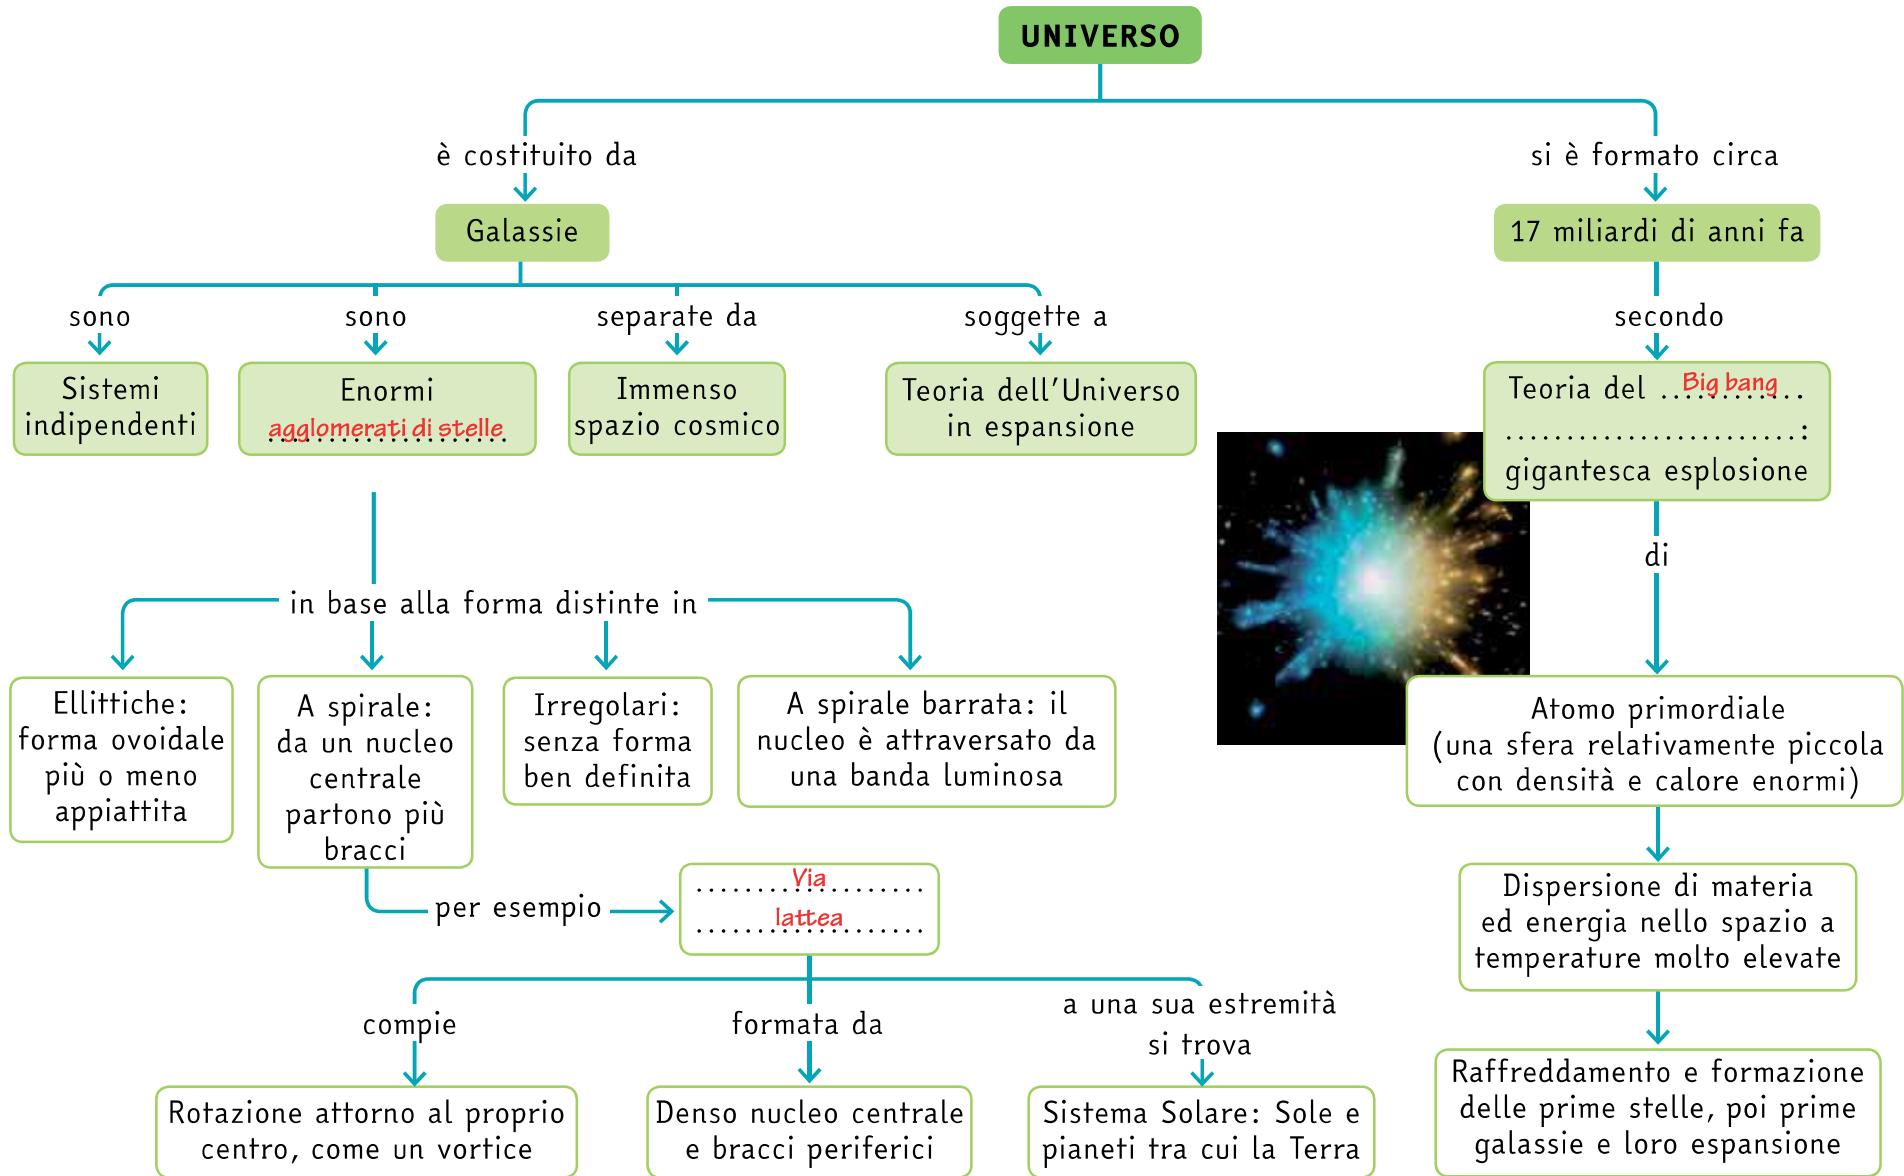 UNIVERSO
è costituito da
Galassie
sono
Sistemi
indipendenti
sono
Enormi
agglomerati di stelle
separate da
Immenso
spazio cosmico
soggette a
Teoria dell'Universo
in espansione
in base alla forma distinte in
Ellittiche:
forma ovoidale
più o meno
appiattita
A spirale:
da un nucleo
centrale
partono più
bracci
Irregolari:
senza forma
ben definita
A spirale barrata: il
nucleo è attraversato da
una banda luminosa
per esempio
Via
lattea
compie
Rotazione attorno al proprio
centro, come un vortice
formata da
Denso nucleo centrale
e bracci periferici
a una sua estremità
si trova
Sistema Solare: Sole e
pianeti tra cui la Terra
si è formato circa
17 miliardi di anni fa
secondo
Teoria del Big bang
........................:
gigantesca esplosione
di
Atomo primordiale
(una sfera relativamente piccola
con densità e calore enormi)
Dispersione di materia
ed energia nello spazio a
temperature molto elevate
Raffreddamento e formazione
delle prime stelle, poi prime
galassie e loro espansione